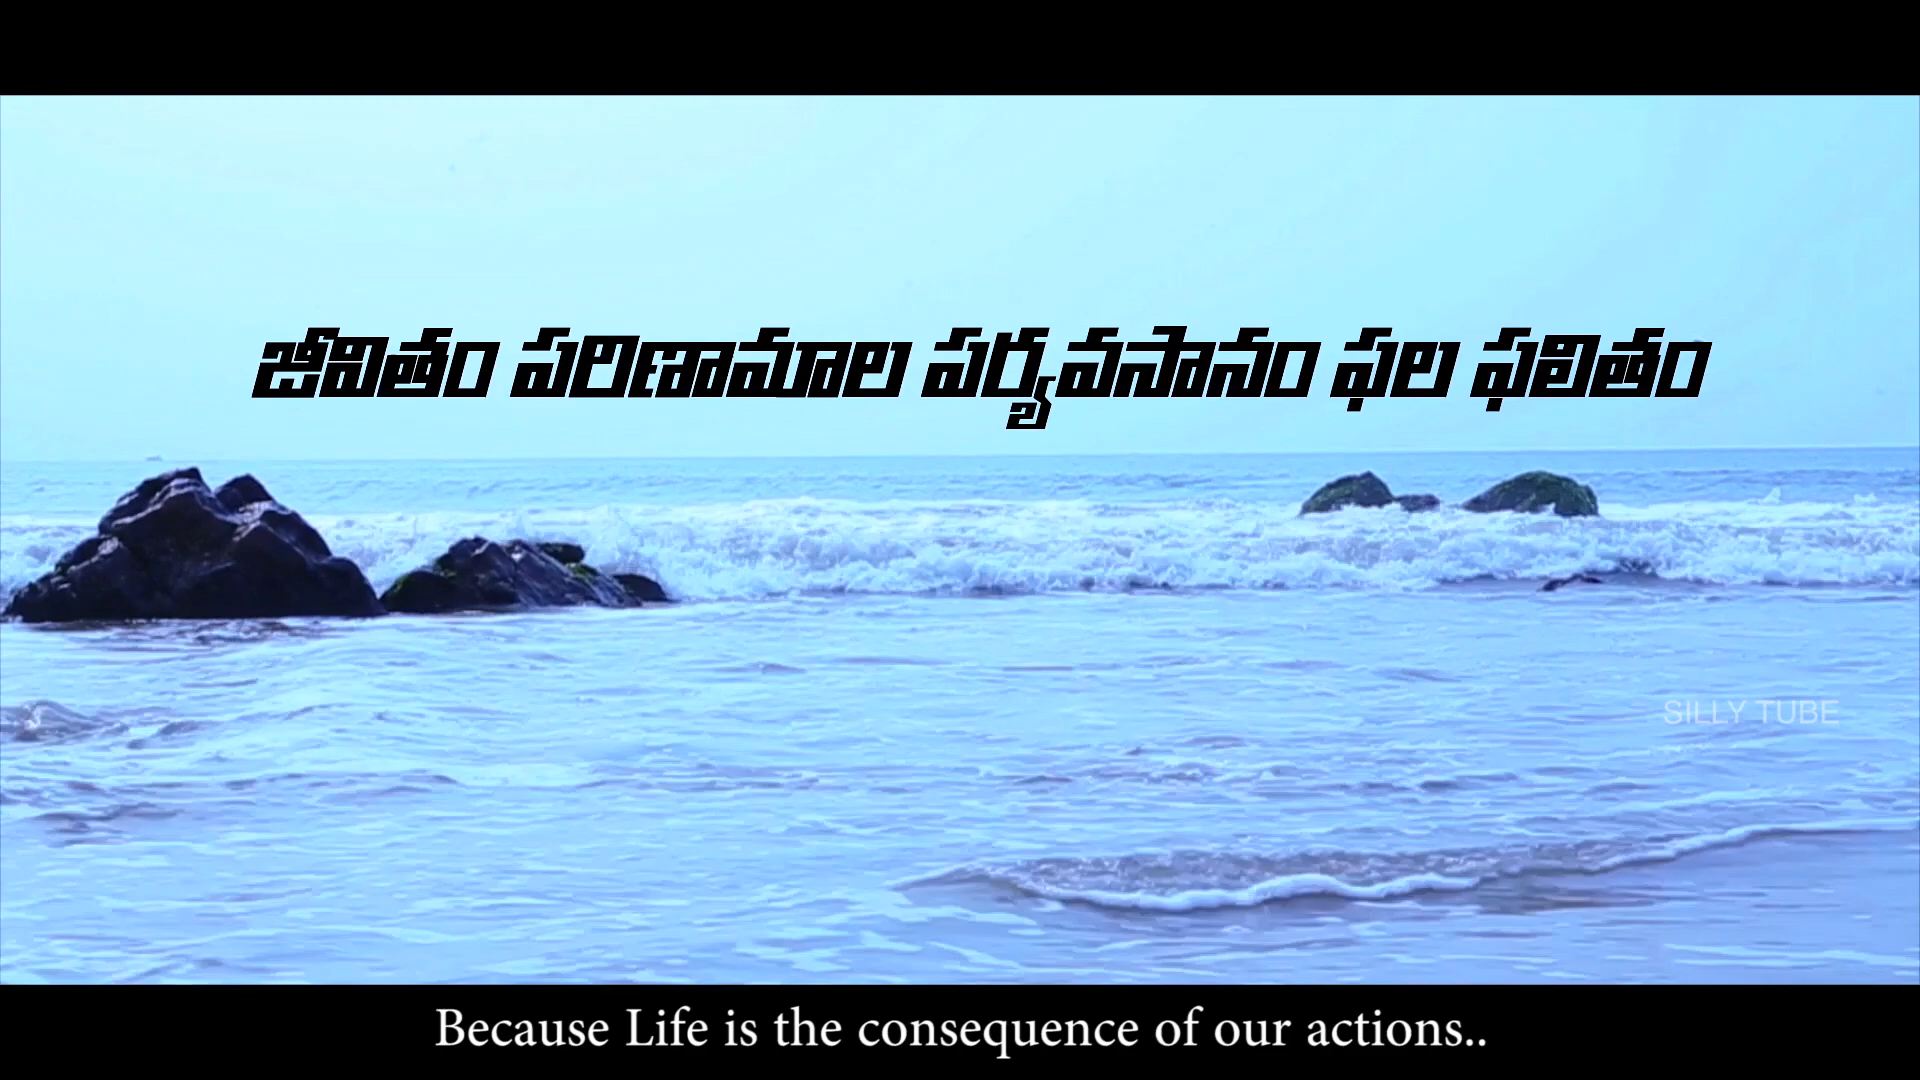 జీవితం పరిణామాల పర్యవసానం ఫల ఫలితం
SILLY TUBE
Because Life is the consequence of our actions..